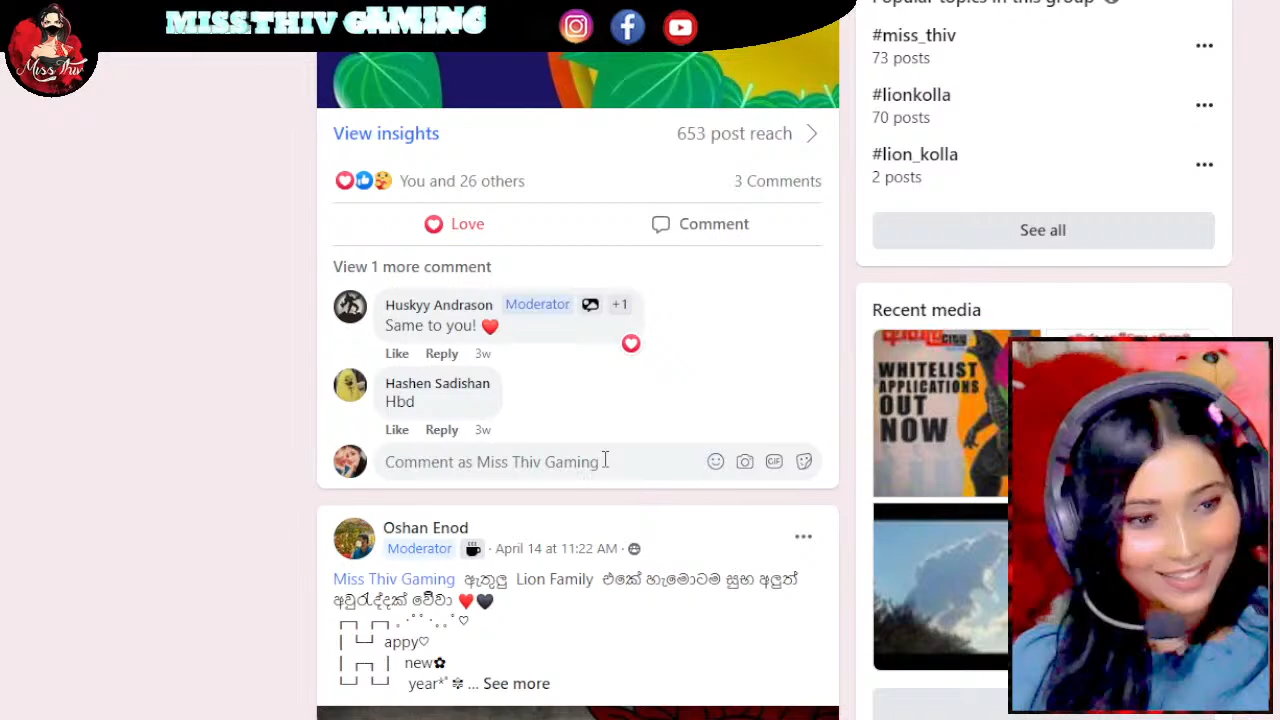 MISS THIV GAMING
Miss Thiv
View insights
653 post reach
You and 26 others
3 Comments
Love
Comment
View 1 more comment
Huskyy Andrason Moderator +1
Same to you! ❤️
Like Reply 3w
Hashen Sadishan
Hbd
Like Reply 3w
Comment as Miss Thiv Gaming
GIF
Oshan Enod
Moderator · April 14 at 11:22 AM ·
Miss Thiv Gaming ඇතුලු Lion Family එකේ හැමොටම සුභ අලුත්
අවුරැද්දක් වේවා ❤️🖤
appy♡
new✿
year*ﾟ✾ ... See more
Popular topics in this group
#miss_thiv
73 posts
#lionkolla
70 posts
#lion_kolla
2 posts
See all
Recent media
WHITELIST
APPLICATIONS
OUT
NOW